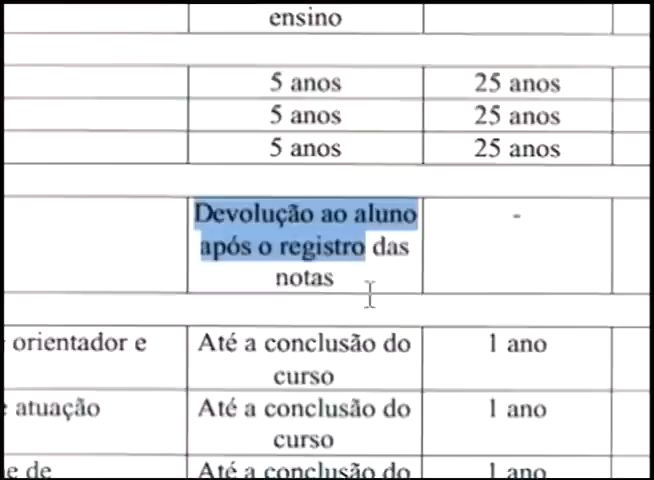 ensino
5 anos 25 anos
5 anos 25 anos
5 anos 25 anos
Devolução ao aluno -
após o registro das
notas
orientador e Até a conclusão do 1 ano
curso
atuação Até a conclusão do 1 ano
curso
de Até a conclusão do 1 ano